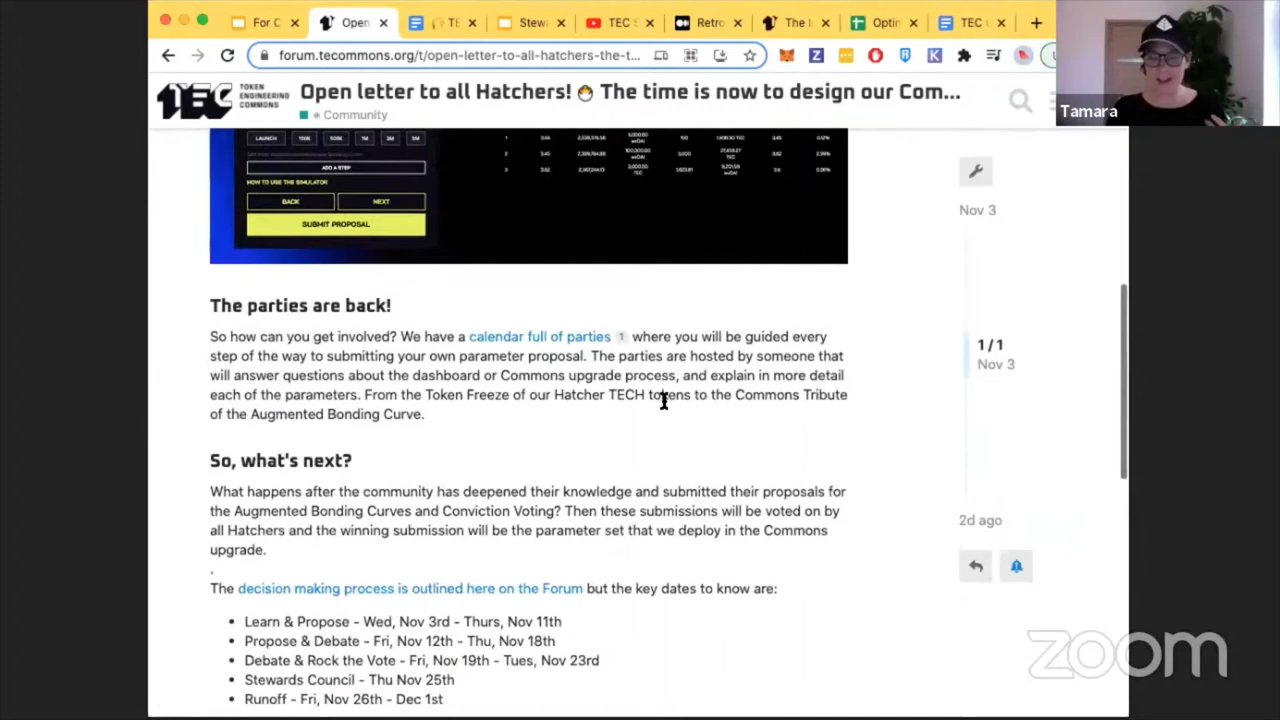 For C
Open
TE
Stewa
TEC S
Retro
The l
Optin
TEC
forum.tecommons.org/t/open-letter-to-all-hatchers-the-t...
Tamara
TEC TOKEN ENGINEERING COMMONS
Open letter to all Hatchers! 🐣 The time is now to design our Com...
Community
LAUNCH
ADD A STEP
HOW TO USE THE SIMULATOR
BACK NEXT
SUBMIT PROPOSAL
Nov 3
The parties are back!
So how can you get involved? We have a calendar full of parties 1 where you will be guided every
step of the way to submitting your own parameter proposal. The parties are hosted by someone that
will answer questions about the dashboard or Commons upgrade process, and explain in more detail
each of the parameters. From the Token Freeze of our Hatcher TECH tokens to the Commons Tribute
of the Augmented Bonding Curve.
1 / 1
Nov 3
So, what's next?
What happens after the community has deepened their knowledge and submitted their proposals for
the Augmented Bonding Curves and Conviction Voting? Then these submissions will be voted on by
all Hatchers and the winning submission will be the parameter set that we deploy in the Commons
upgrade.
.
2d ago
The decision making process is outlined here on the Forum but the key dates to know are:
• Learn & Propose - Wed, Nov 3rd - Thurs, Nov 11th
• Propose & Debate - Fri, Nov 12th - Thu, Nov 18th
• Debate & Rock the Vote - Fri, Nov 19th - Tues, Nov 23rd
• Stewards Council - Thu Nov 25th
• Runoff - Fri, Nov 26th - Dec 1st
zoom